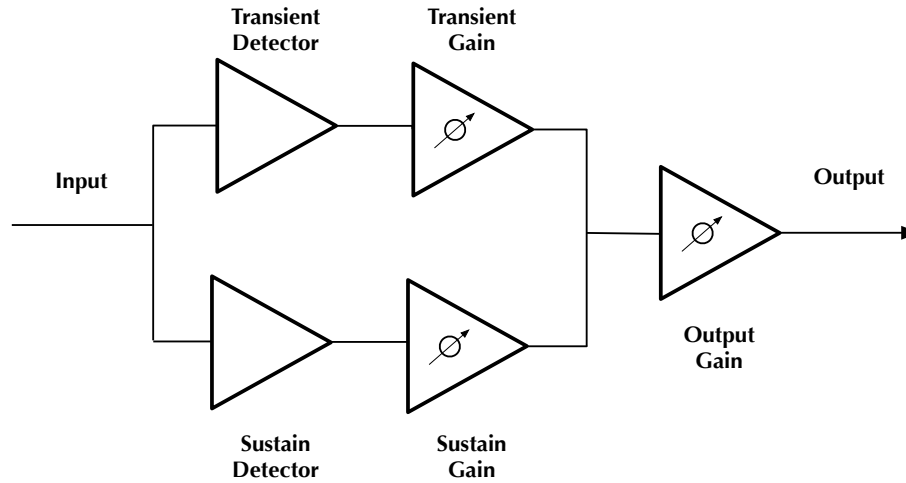 Transient
Detector
Transient
Gain
Input
Output
Output
Gain
Sustain
Detector
Sustain
Gain